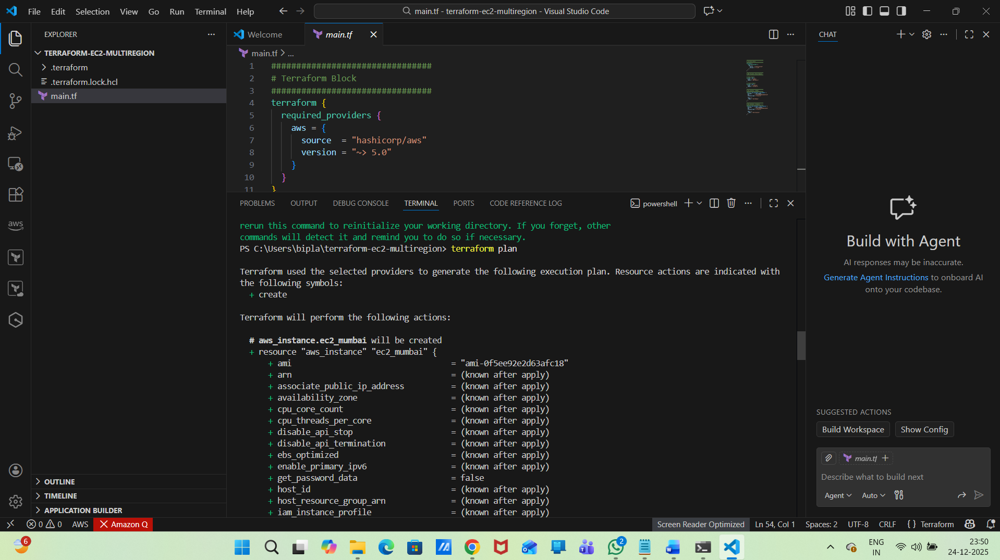 File Edit Selection View Go Run Terminal Help
main.tf - terraform-ec2-multiregion - Visual Studio Code
EXPLORER
TERRAFORM-EC2-MULTIREGION
.terraform
.terraform.lock.hcl
main.tf
OUTLINE
TIMELINE
APPLICATION BUILDER
aws
Welcome
main.tf
main.tf > ...
1 ################################
2 # Terraform Block
3 ################################
4 terraform {
5 required_providers {
6 aws = {
7 source = "hashicorp/aws"
8 version = "~> 5.0"
9 }
10 }
11 }
PROBLEMS OUTPUT DEBUG CONSOLE TERMINAL PORTS CODE REFERENCE LOG
powershell
rerun this command to reinitialize your working directory. If you forget, other
commands will detect it and remind you to do so if necessary.
PS C:\Users\bipla\terraform-ec2-multiregion> terraform plan
Terraform used the selected providers to generate the following execution plan. Resource actions are indicated with
the following symbols:
+ create
Terraform will perform the following actions:
# aws_instance.ec2_mumbai will be created
+ resource "aws_instance" "ec2_mumbai" {
+ ami = "ami-0f5ee92e2d63afc18"
+ arn = (known after apply)
+ associate_public_ip_address = (known after apply)
+ availability_zone = (known after apply)
+ cpu_core_count = (known after apply)
+ cpu_threads_per_core = (known after apply)
+ disable_api_stop = (known after apply)
+ disable_api_termination = (known after apply)
+ ebs_optimized = (known after apply)
+ enable_primary_ipv6 = (known after apply)
+ get_password_data = false
+ host_id = (known after apply)
+ host_resource_group_arn = (known after apply)
+ iam_instance_profile = (known after apply)
CHAT
Build with Agent
AI responses may be inaccurate.
Generate Agent Instructions to onboard AI
onto your codebase.
SUGGESTED ACTIONS
Build Workspace
Show Config
main.tf
Describe what to build next
Agent
Auto
0 0 AWS Amazon Q
Screen Reader Optimized Ln 54, Col 1 Spaces: 2 UTF-8 CRLF {} Terraform
6
2
ENG
IN
23:50
24-12-2025